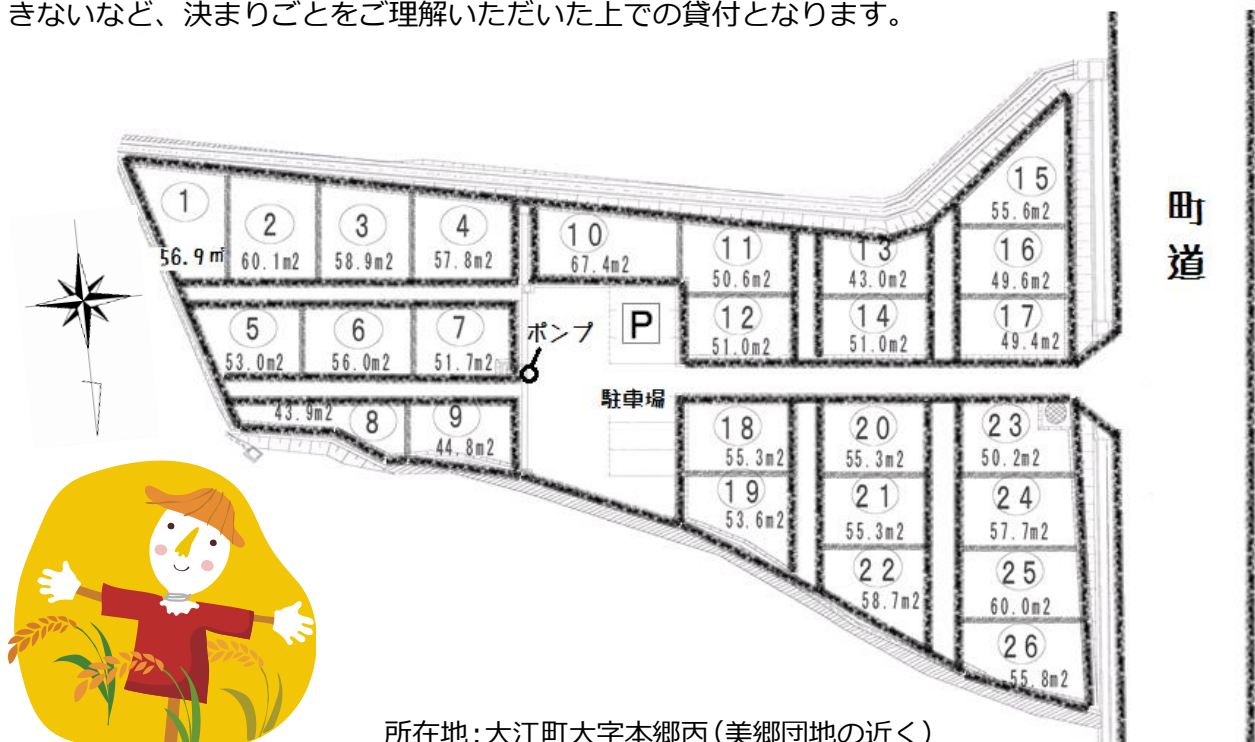 きないなど、決まりごとをご理解いただいた上での貸付となります。
町道
1
56.9㎡
2
60.1m2
3
58.9m2
4
57.8m2
10
67.4m2
11
50.6m2
13
43.0m2
15
55.6m2
16
49.6m2
5
53.0m2
6
56.0m2
7
51.7m2
ポンプ
P
12
51.0m2
14
51.0m2
17
49.4m2
駐車場
43.9m2
8
9
44.8m2
18
55.3m2
20
55.3m2
23
50.2m2
19
53.6m2
21
55.3m2
24
57.7m2
22
58.7m2
25
60.0m2
26
55.8m2
所在地:大江町大字本郷丙(美郷団地の近く)